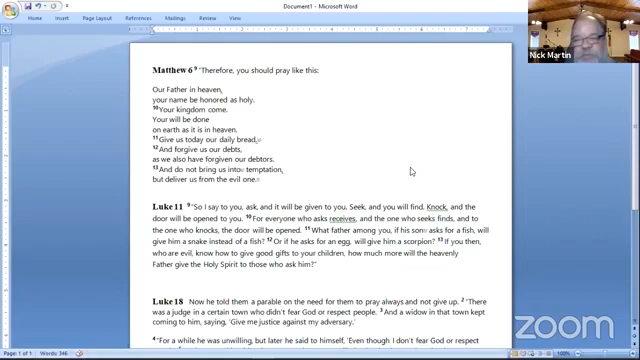 Document1 - Microsoft Word
Home Insert Page Layout References Mailings Review View
Nick Martin
Matthew 6 9 "Therefore, you should pray like this:
Our Father in heaven,
your name be honored as holy.
10 Your kingdom come.
Your will be done
on earth as it is in heaven.
11 Give us today our daily bread.
12 And forgive us our debts,
as we also have forgiven our debtors.
13 And do not bring us into temptation,
but deliver us from the evil one.
Luke 11 9 "So I say to you, ask, and it will be given to you. Seek, and you will find. Knock, and the
door will be opened to you. 10 For everyone who asks receives, and the one who seeks finds, and to
the one who knocks, the door will be opened. 11 What father among you, if his son asks for a fish, will
give him a snake instead of a fish? 12 Or if he asks for an egg, will give him a scorpion? 13 If you then,
who are evil, know how to give good gifts to your children, how much more will the heavenly
Father give the Holy Spirit to those who ask him?"
Luke 18 Now he told them a parable on the need for them to pray always and not give up. 2 "There
was a judge in a certain town who didn't fear God or respect people. 3 And a widow in that town kept
coming to him, saying, 'Give me justice against my adversary.'
4 "For a while he was unwilling, but later he said to himself, 'Even though I don't fear God or respect
zoom
Page: 1 of 1 Words: 346 100%